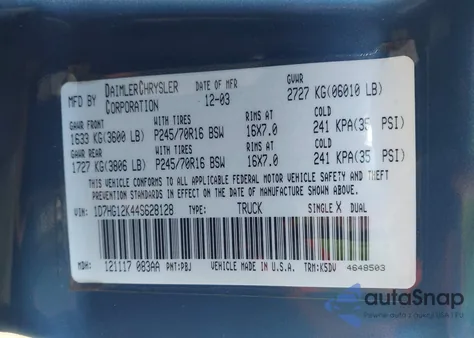 MFD BY DAIMLERCHRYSLER CORPORATION DATE OF MFR 12-03 GVWR 2727 KG(06010 LB)
GAWR FRONT WITH TIRES RIMS AT COLD
1633 KG(3600 LB) P245/70R16 BSW 16X7.0 241 KPA(35 PSI)
GAWR REAR WITH TIRES RIMS AT COLD
1727 KG(3806 LB) P245/70R16 BSW 16X7.0 241 KPA(35 PSI)
THIS VEHICLE CONFORMS TO ALL APPLICABLE FEDERAL MOTOR VEHICLE SAFETY
STANDARDS IN EFFECT ON THE DATE OF MANUFACTURE SHOWN ABOVE.
VIN: 1D7HG12K44S628128 TYPE: TRUCK SINGLE X DUAL
MDH: 121117 083AA PNT:PBJ VEHICLE MADE IN U.S.A. TRM:K5DV 4648503
autaSnap